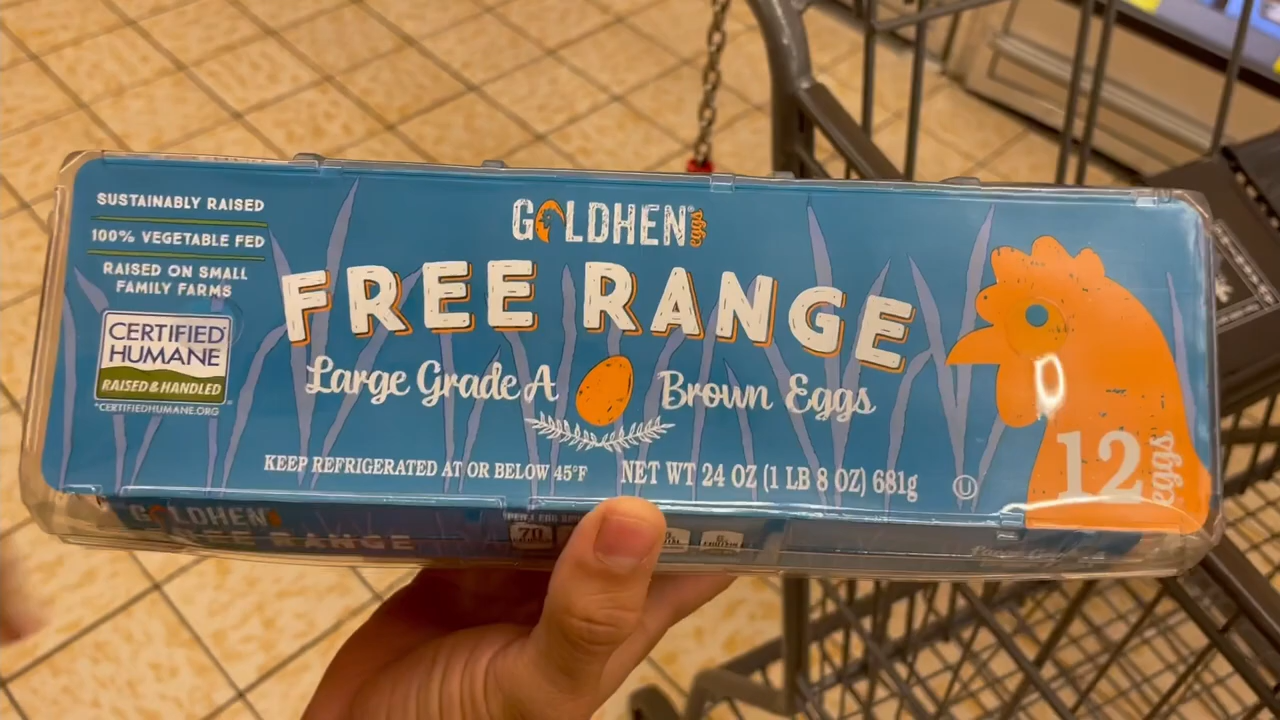 SUSTAINABLY RAISED
100% VEGETABLE FED
RAISED ON SMALL
FAMILY FARMS
CERTIFIED
HUMANE
RAISED & HANDLED
*CERTIFIEDHUMANE.ORG
GOLDHEN® eggs
FREE RANGE
Large Grade A Brown Eggs
KEEP REFRIGERATED AT OR BELOW 45°F NET WT 24 OZ (1 LB 8 OZ) 681g
U
12 eggs
GOLDHEN
FREE RANGE
70